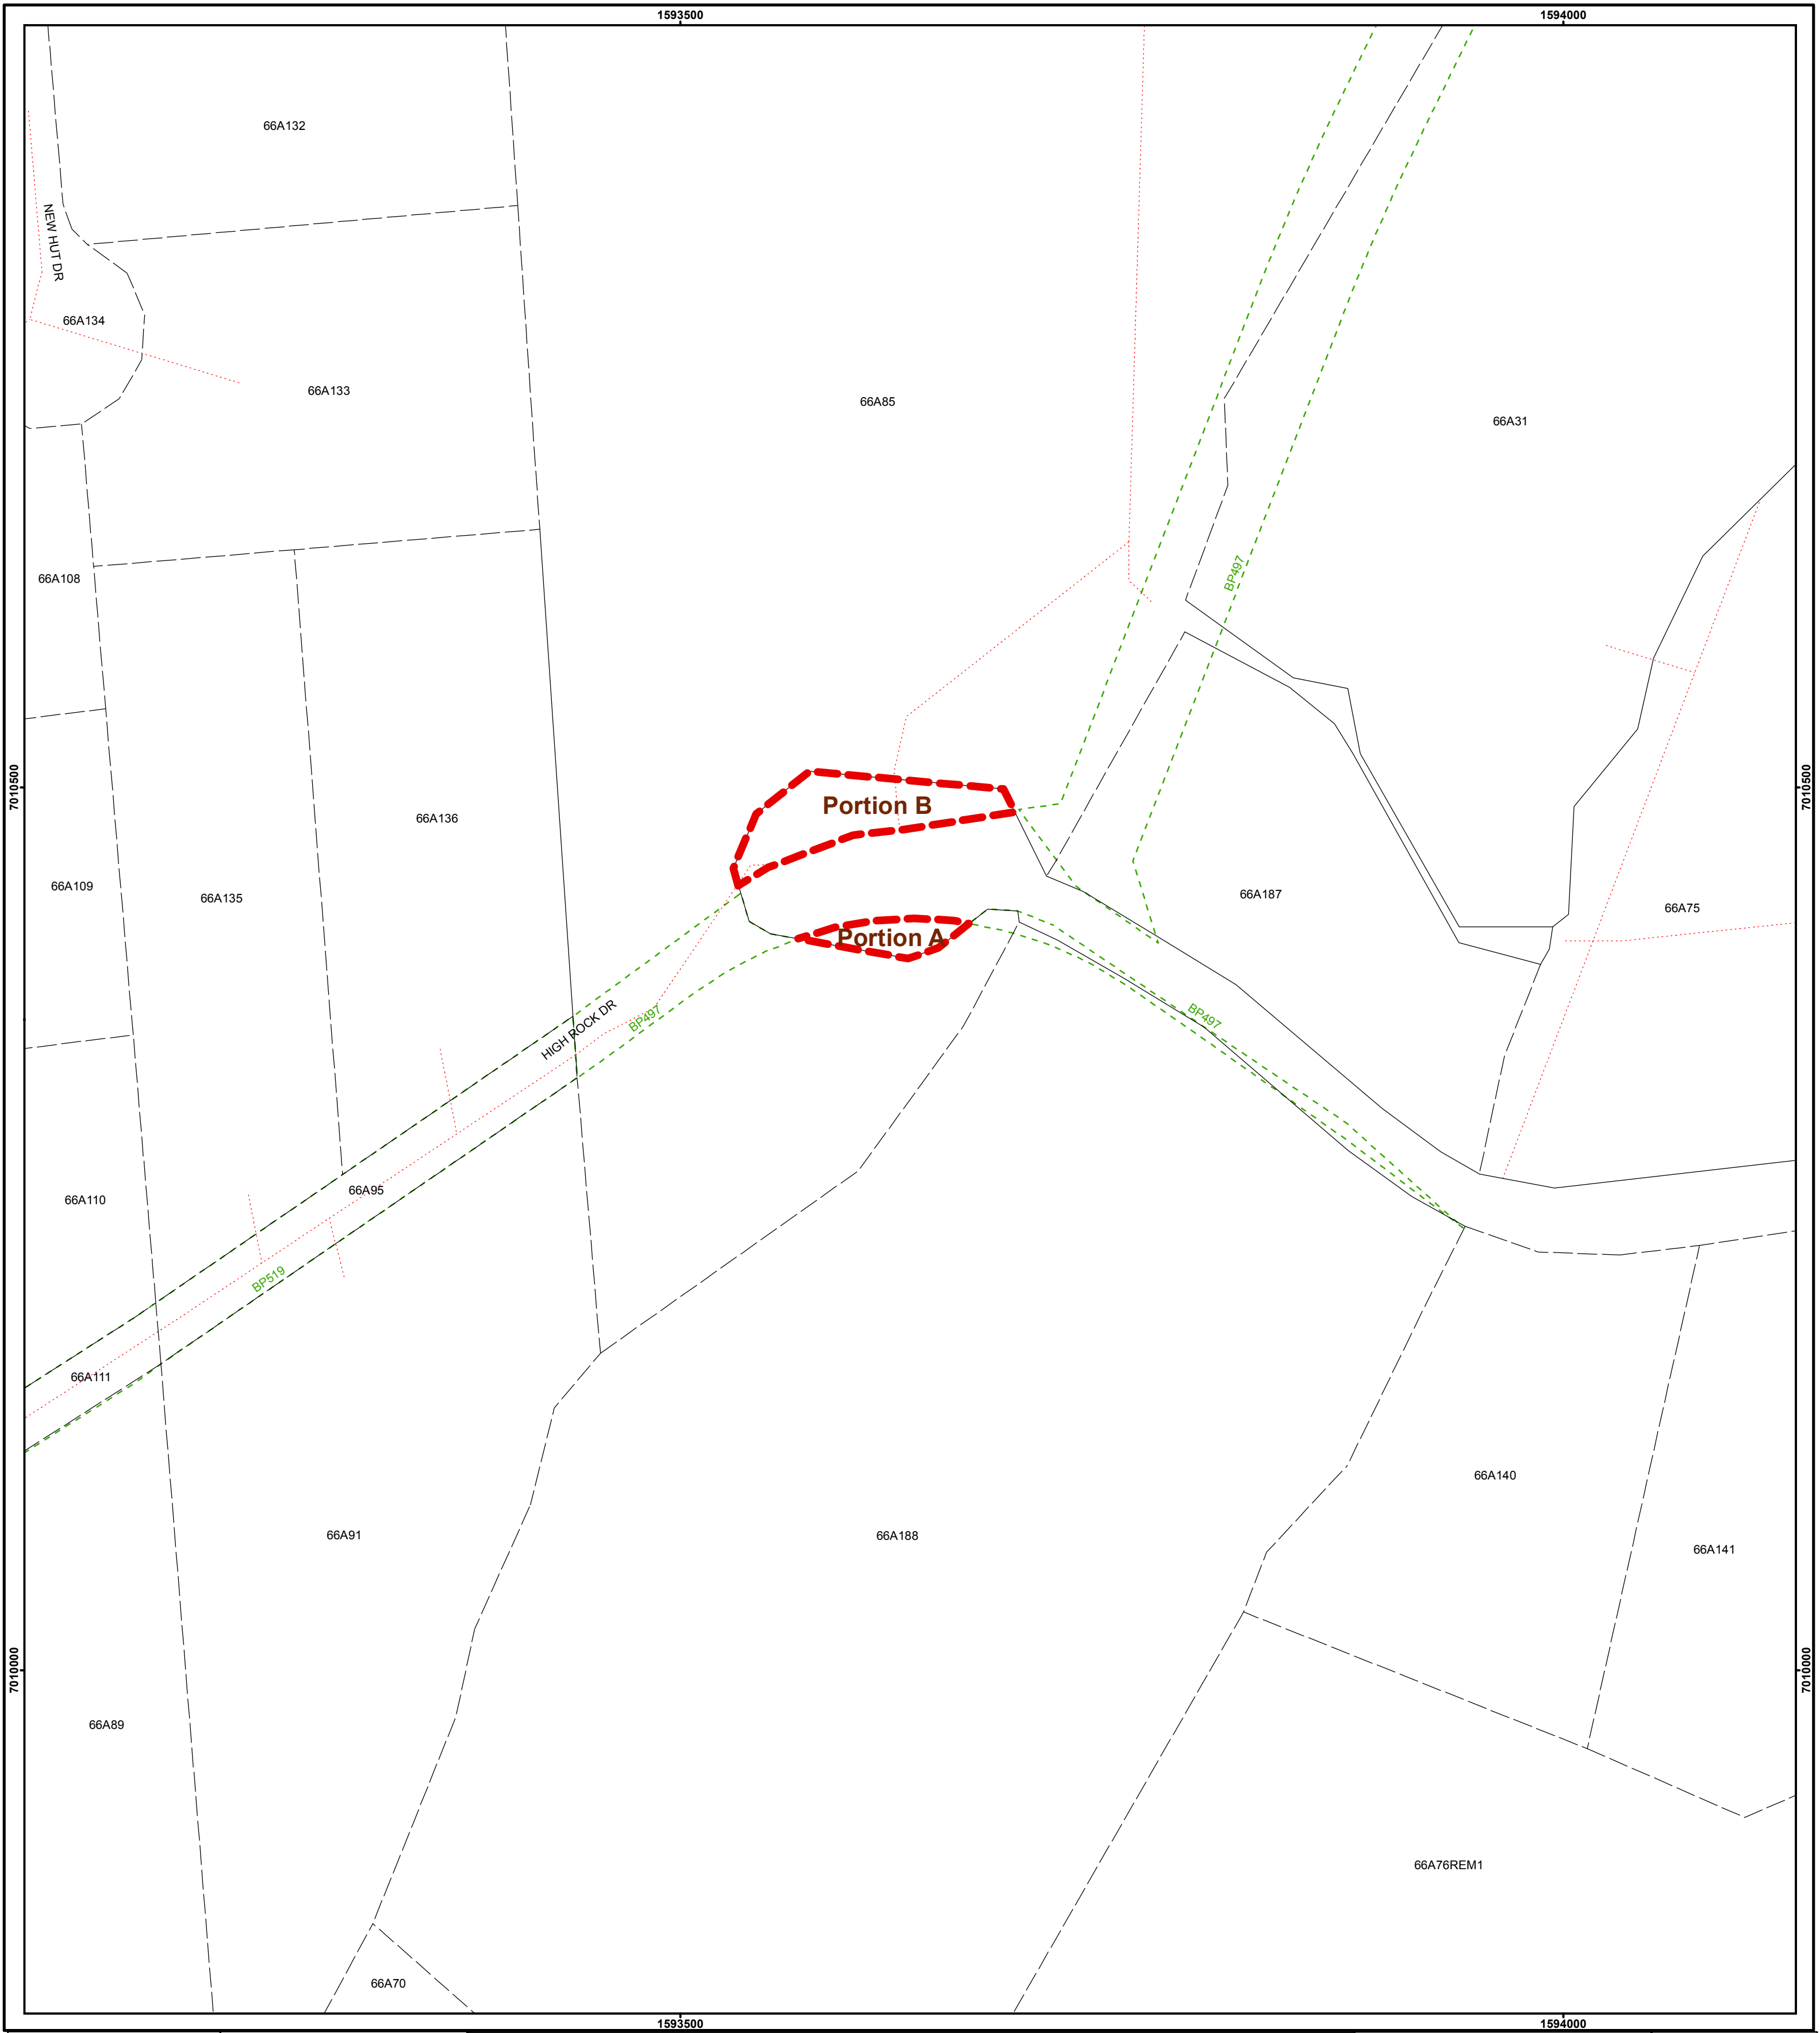 1593500
1594000
66A132
NEW HUT DR
66A134
66A133
66A85
66A31
66A108
BP497
7010500
7010500
Portion B
66A136
66A109
66A135
66A187
66A75
Portion A
HIGH ROCK DR
BP497
BP497
66A110
66A95
BP519
66A111
66A140
66A91
66A188
66A141
7010000
7010000
66A89
66A76REM1
66A70
1593500
1594000